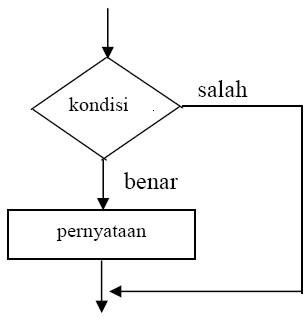 kondisi
salah
benar
pernyataan